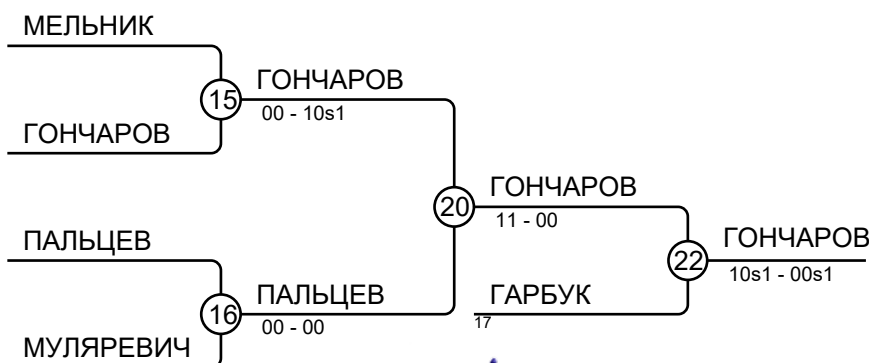 МЕЛЬНИК
15
ГОНЧАРОВ
00 - 10s1
ГОНЧАРОВ
20
ГОНЧАРОВ
11 - 00
ПАЛЬЦЕВ
22
ГОНЧАРОВ
10s1 - 00s1
16
ПАЛЬЦЕВ
00 - 00
ГАРБУК
17
МУЛЯРЕВИЧ